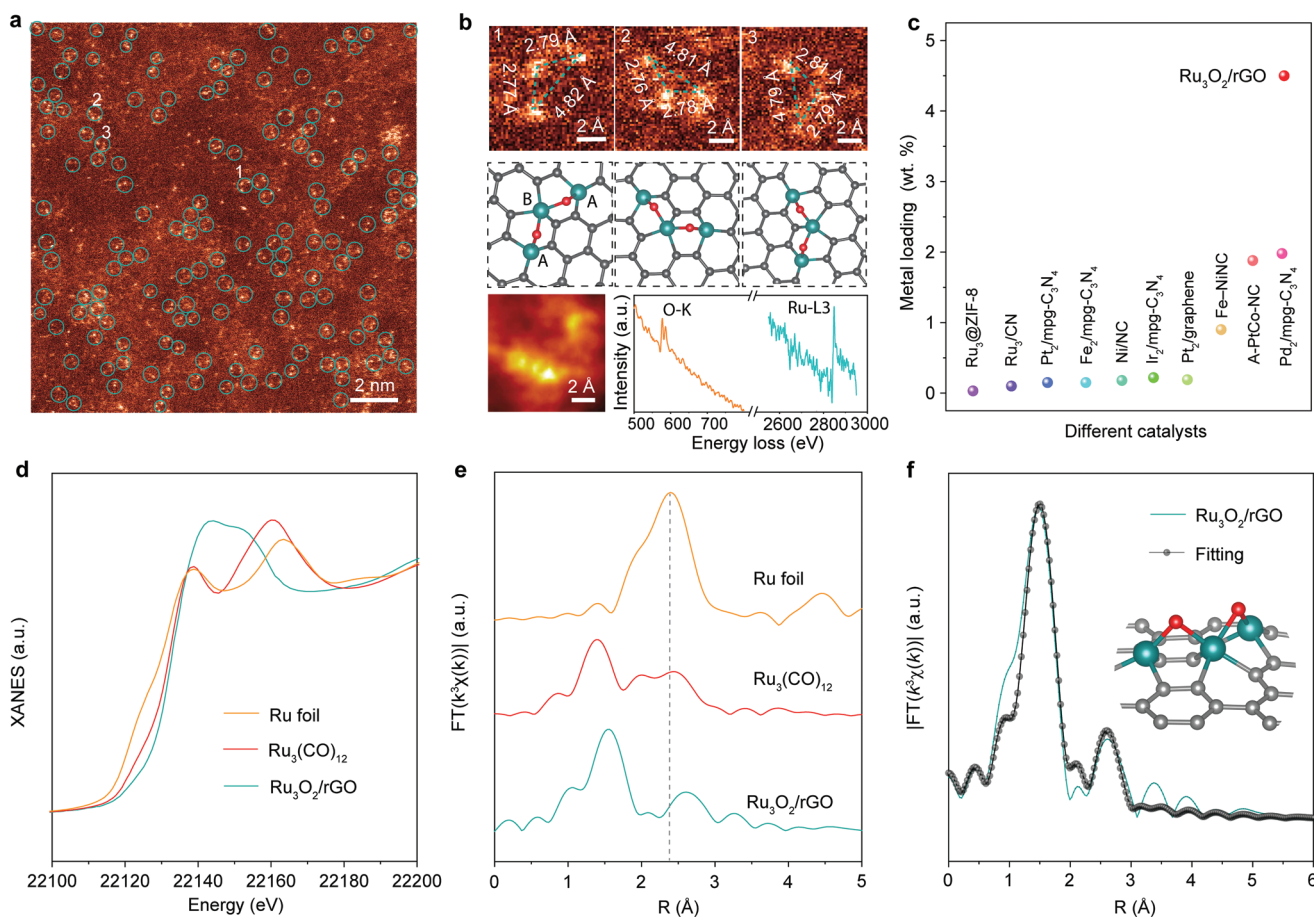 a
2
3
1
2 nm
b
1
2.79 Å
2.77 Å
4.82 Å
2 Å
2
4.81 Å
2.76 Å
2.78 Å
2 Å
3
2.81 Å
4.79 Å
2.79 Å
2 Å
B
A
A
2 Å
Intensity (a.u.)
O-K
Ru-L3
500 600 700 2600 2800 3000
Energy loss (eV)
c
Metal loading (wt. %)
5
4
3
2
1
0
Ru₃O₂/rGO
Ru₃@ZIF-8
Ru₃/CN
Pt₂/mpg-C₃N₄
Fe₂/mpg-C₃N₄
Ni/NC
Ir₂/mpg-C₃N₄
Pt₂/graphene
Fe–NiNC
A-PtCo-NC
Pd₂/mpg-C₃N₄
Different catalysts
d
XANES (a.u.)
Ru foil
Ru₃(CO)₁₂
Ru₃O₂/rGO
22100 22120 22140 22160 22180 22200
Energy (eV)
e
FT(k³χ(k))| (a.u.)
Ru foil
Ru₃(CO)₁₂
Ru₃O₂/rGO
0 1 2 3 4 5
R (Å)
f
|FT(k³χ(k))| (a.u.)
Ru₃O₂/rGO
Fitting
0 1 2 3 4 5 6
R (Å)